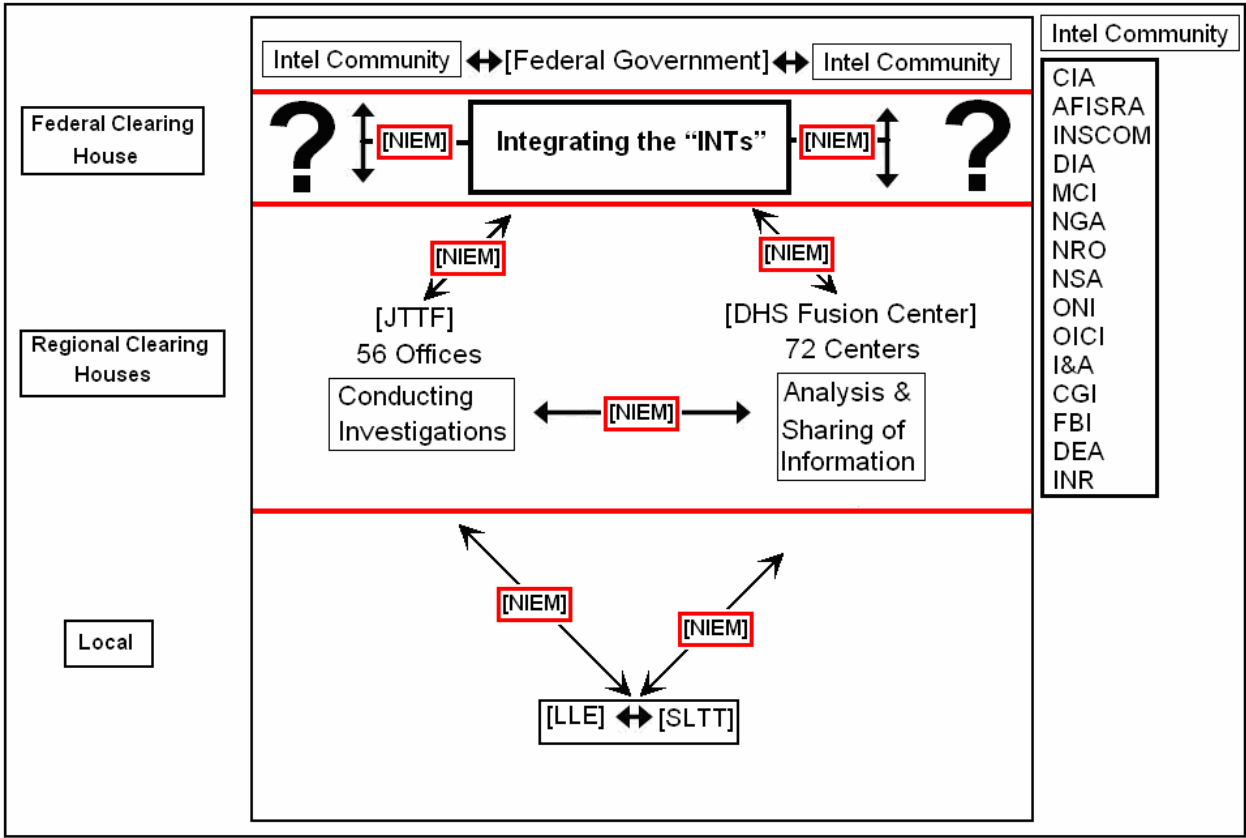 Intel Community
[Federal Government]
Intel Community
Intel Community
CIA
AFISRA
INSCOM
DIA
MCI
NGA
NRO
NSA
ONI
OICI
I&A
CGI
FBI
DEA
INR
Federal Clearing
House
?
[NIEM]
Integrating the “INTs”
[NIEM]
?
[NIEM]
[NIEM]
Regional Clearing
Houses
[JTTF]
56 Offices
Conducting
Investigations
[NIEM]
[DHS Fusion Center]
72 Centers
Analysis &
Sharing of
Information
Local
[NIEM]
[NIEM]
[LLE]
[SLTT]